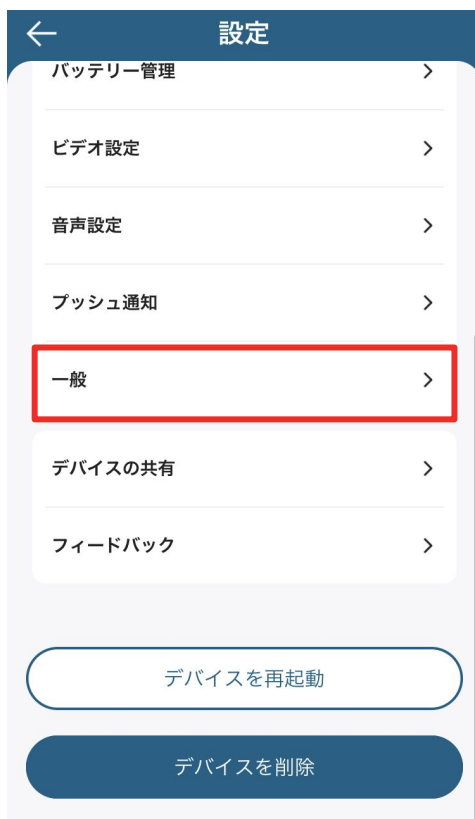 設定
バッテリー管理
ビデオ設定
音声設定
プッシュ通知
一般
デバイスの共有
フィードバック
デバイスを再起動
デバイスを削除